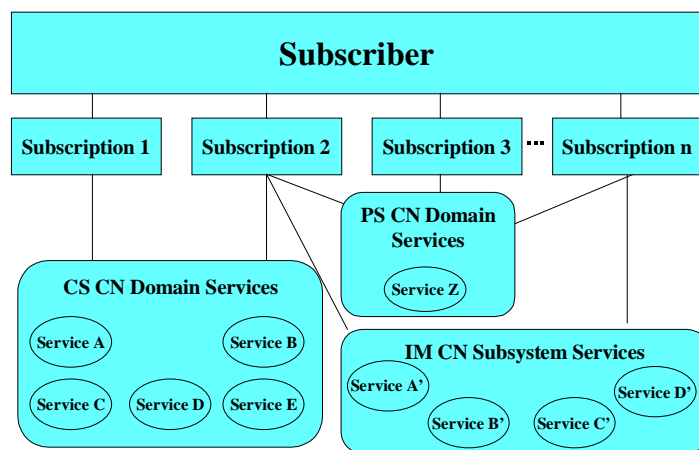 Subscriber
Subscription 1
Subscription 2
Subscription 3
Subscription n
PS CN Domain
Services
Service Z
CS CN Domain Services
Service A
Service B
Service C
Service D
Service E
IM CN Subsystem Services
Service A’
Service D’
Service B’
Service C’